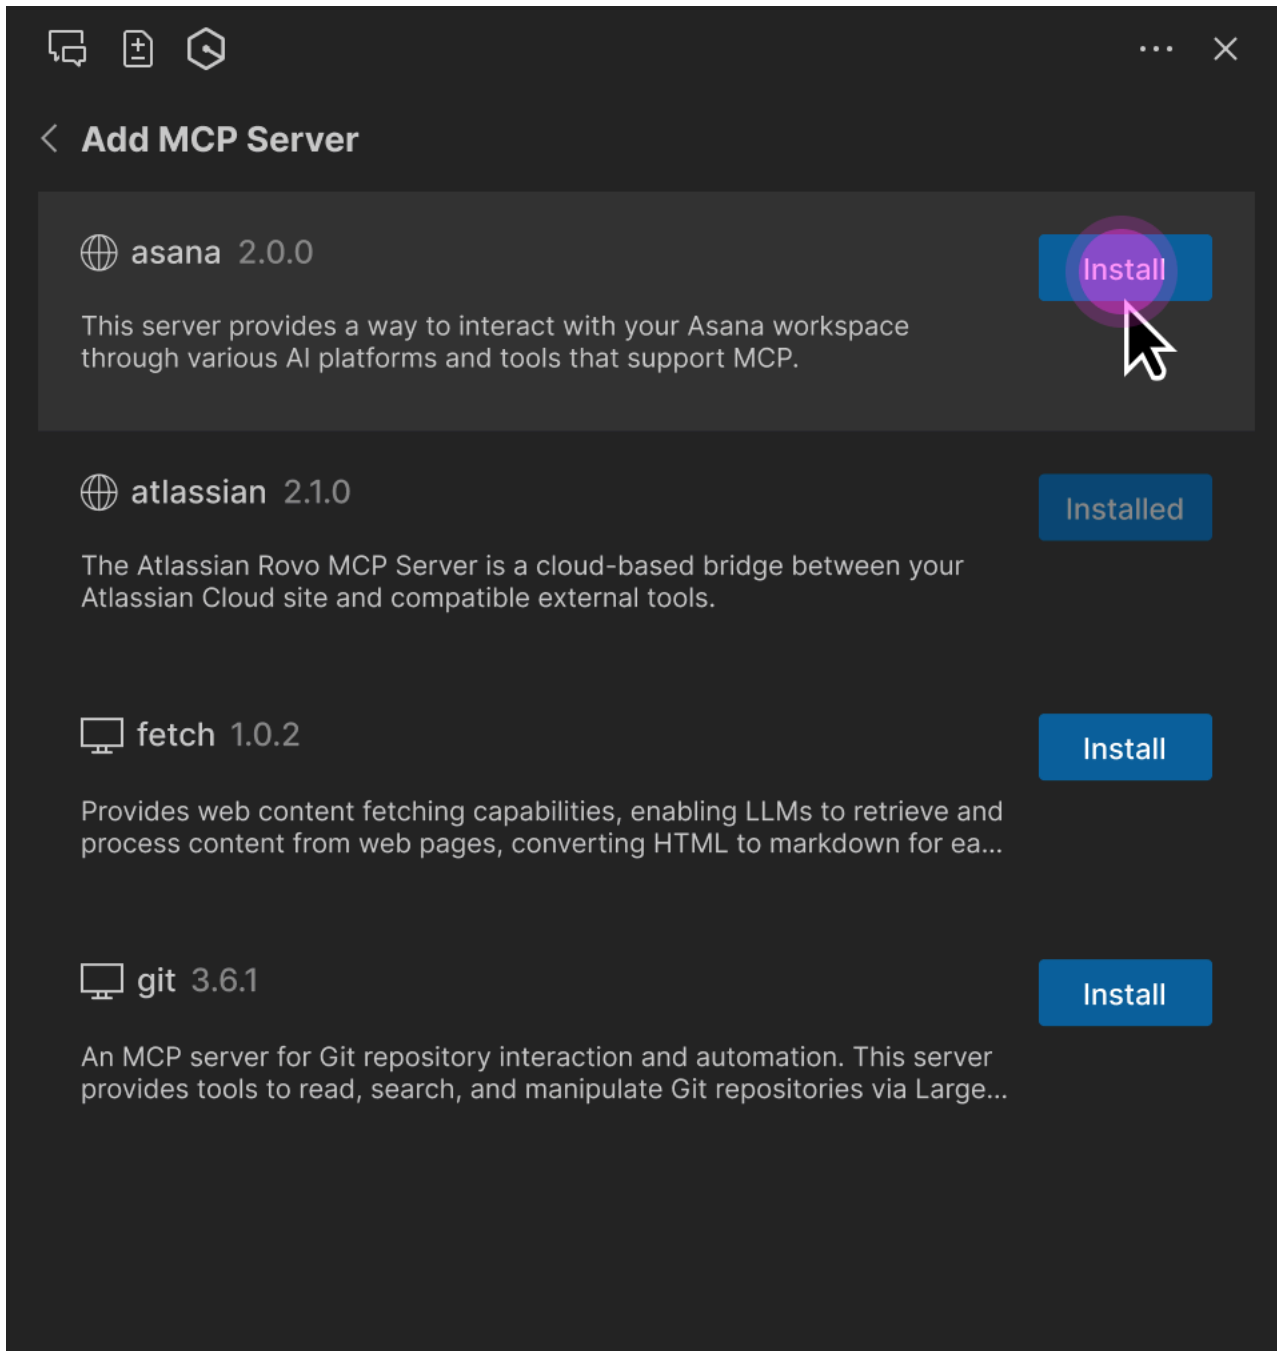 Add MCP Server
asana 2.0.0
Install
This server provides a way to interact with your Asana workspace
through various AI platforms and tools that support MCP.
atlassian 2.1.0
Installed
The Atlassian Rovo MCP Server is a cloud-based bridge between your
Atlassian Cloud site and compatible external tools.
fetch 1.0.2
Install
Provides web content fetching capabilities, enabling LLMs to retrieve and
process content from web pages, converting HTML to markdown for ea...
git 3.6.1
Install
An MCP server for Git repository interaction and automation. This server
provides tools to read, search, and manipulate Git repositories via Large...